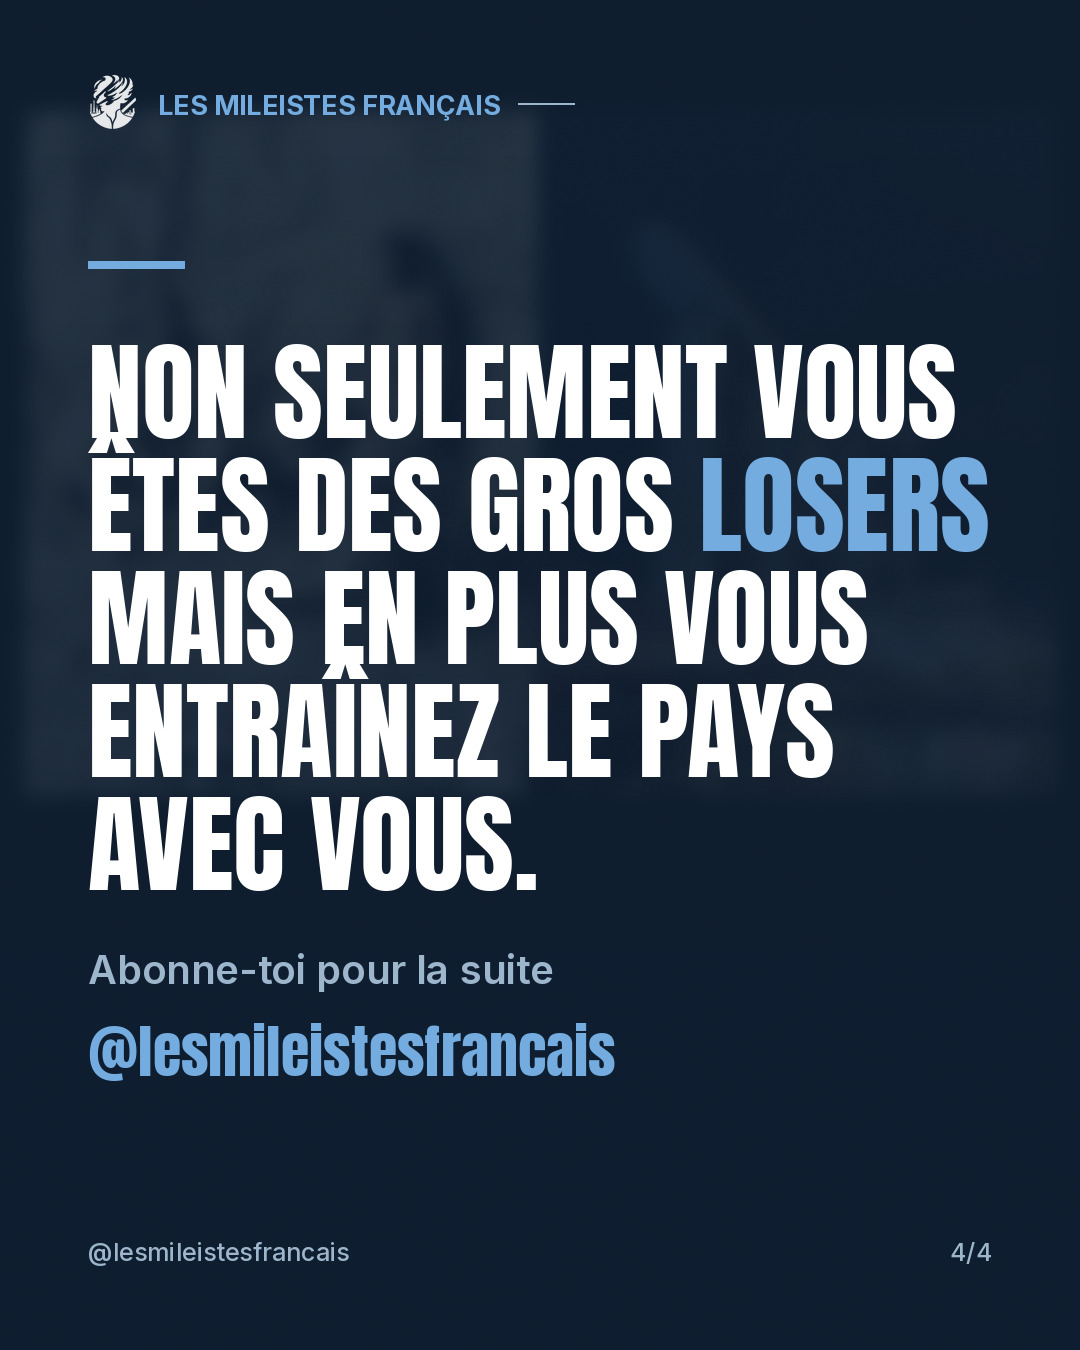 LES MILEISTES FRANÇAIS
NON SEULEMENT VOUS
ÊTES DES GROS LOSERS
MAIS EN PLUS VOUS
ENTRAÎNEZ LE PAYS
AVEC VOUS.
Abonne-toi pour la suite
@lesmileistesfrancais
@lesmileistesfrancais
4/4